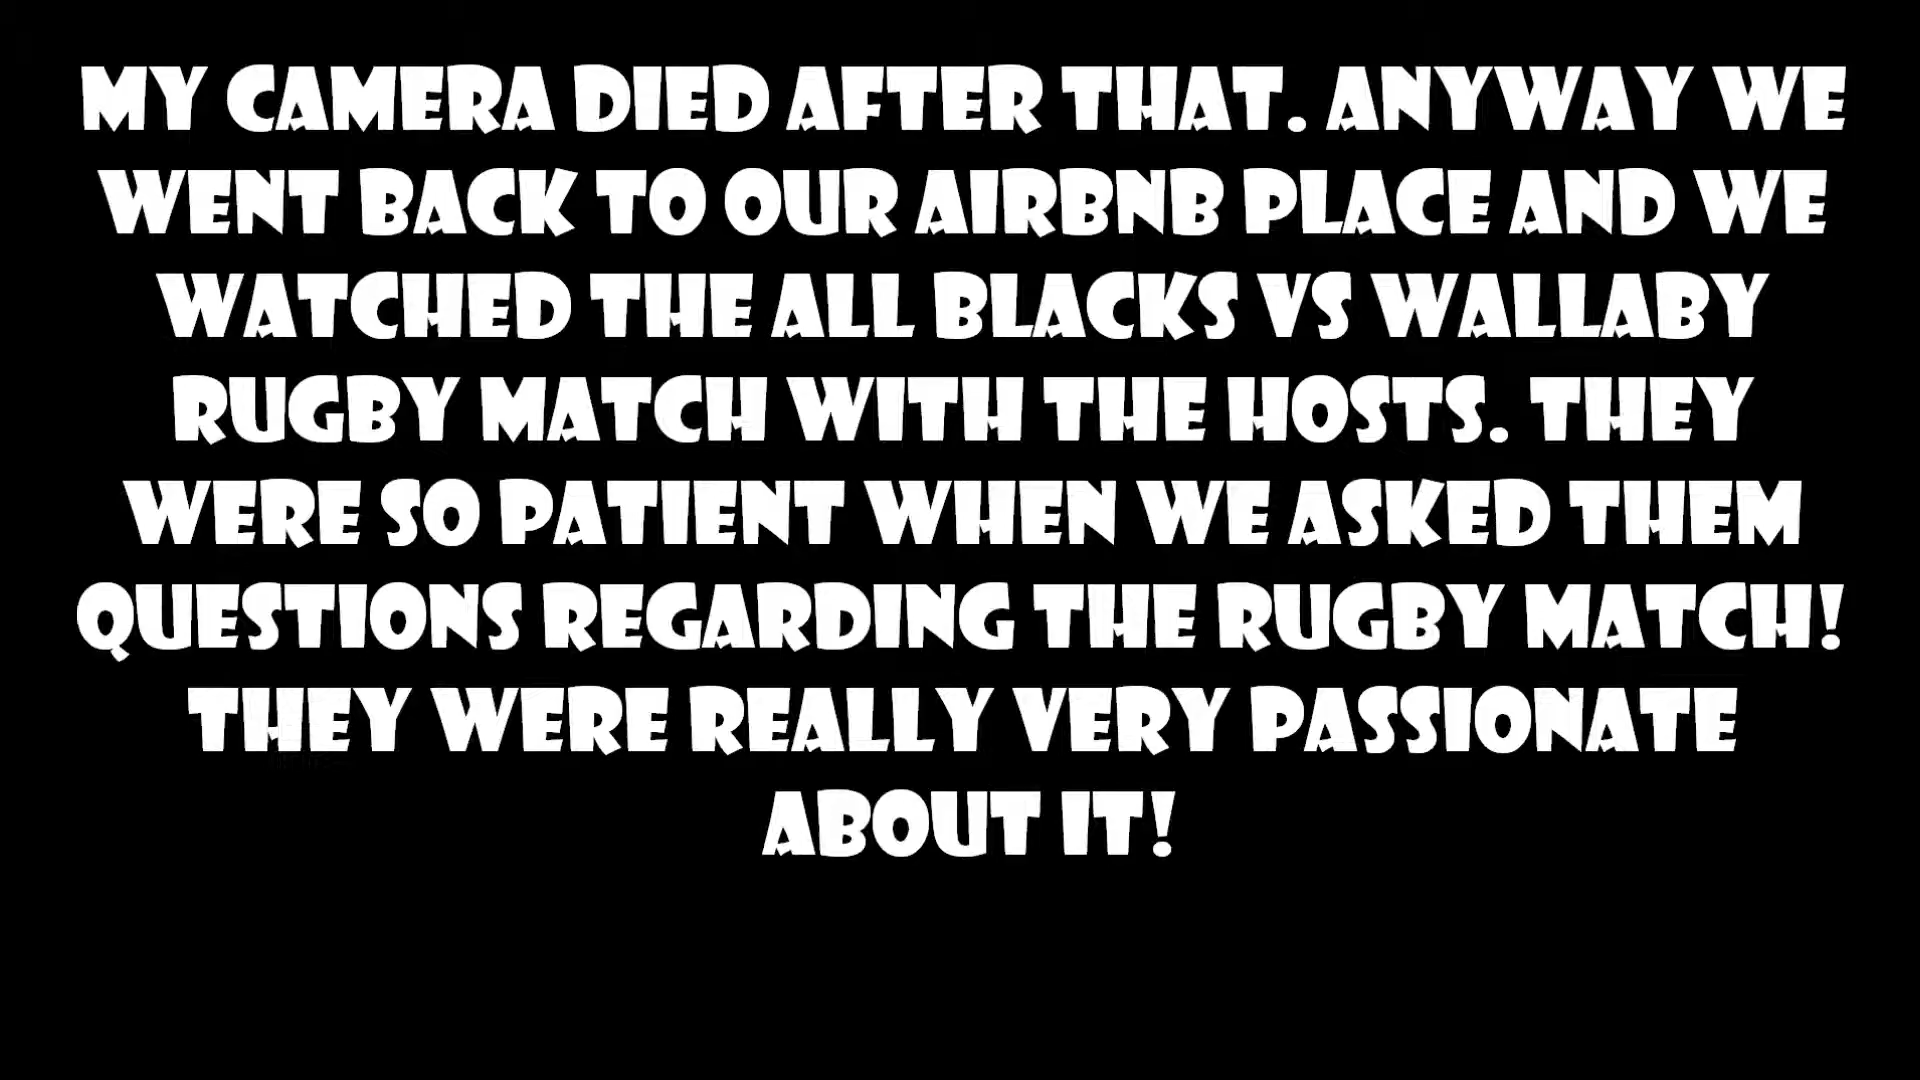 MY CAMERA DIED AFTER THAT. ANYWAY WE
WENT BACK TO OUR AIRBNB PLACE AND WE
WATCHED THE ALL BLACKS VS WALLABY
RUGBY MATCH WITH THE HOSTS. THEY
WERE SO PATIENT WHEN WE ASKED THEM
QUESTIONS REGARDING THE RUGBY MATCH!
THEY WERE REALLY VERY PASSIONATE
ABOUT IT!